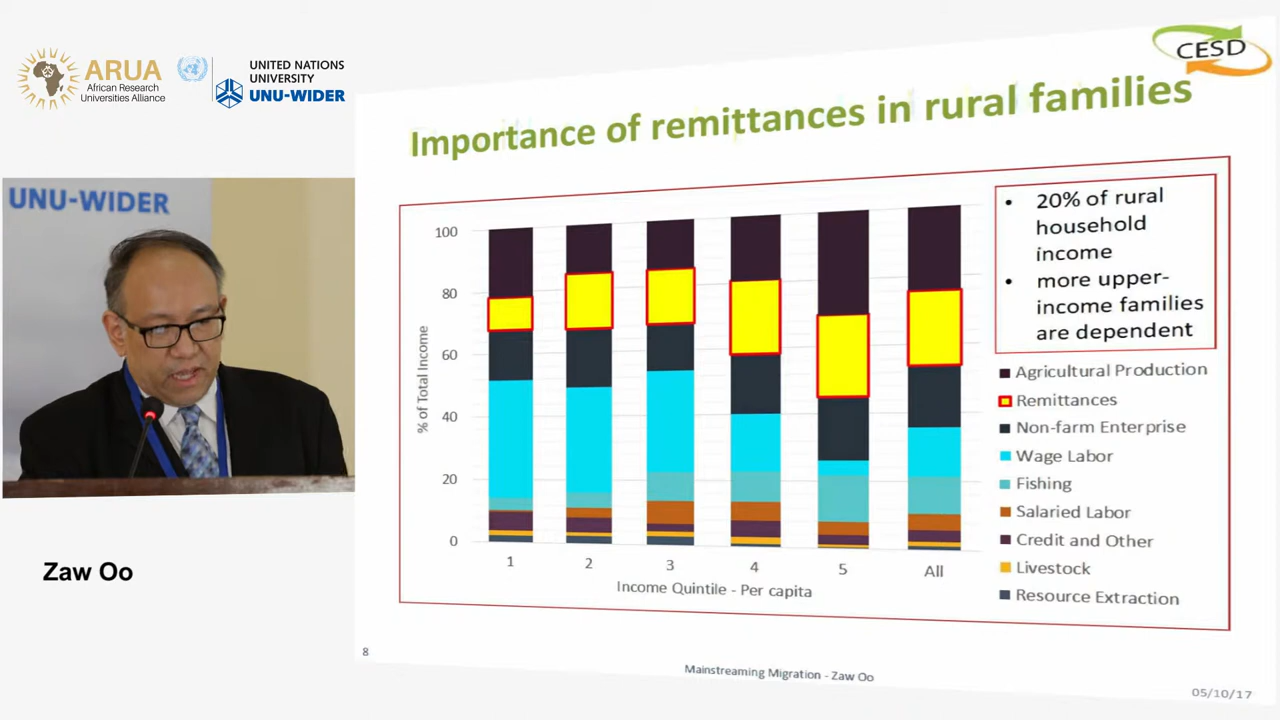 ARUA
African Research
Universities Alliance
UNITED NATIONS
UNIVERSITY
UNU-WIDER
UNU-WIDER
Zaw Oo
CESD
Importance of remittances in rural families
• 20% of rural
household
income
• more upper-
income families
are dependent
% of Total Income
100
80
60
40
20
0
1 2 3 4 5 All
Income Quintile - Per capita
Agricultural Production
Remittances
Non-farm Enterprise
Wage Labor
Fishing
Salaried Labor
Credit and Other
Livestock
Resource Extraction
8
Mainstreaming Migration - Zaw Oo
05/10/17